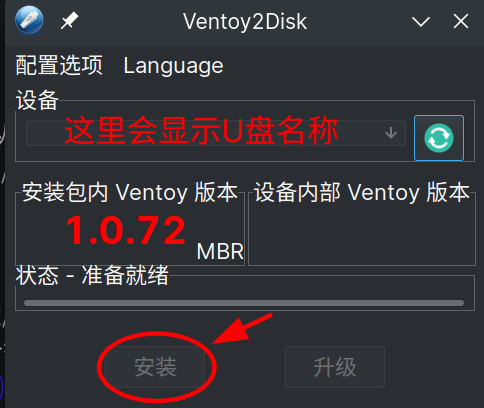 Ventoy2Disk
配置选项 Language
设备
这里会显示U盘名称
安装包内 Ventoy 版本 设备内部 Ventoy 版本
1.0.72 MBR
状态 - 准备就绪
安装 升级